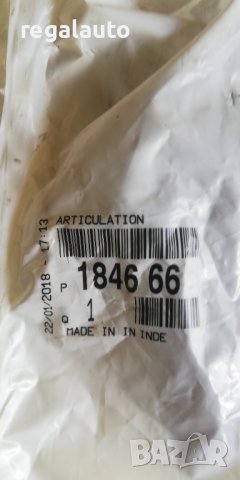 regalauto
ARTICULATION
22/01/2018 - 17:13
P 1846 66
Q 1
MADE IN IN INDE
BAZAR